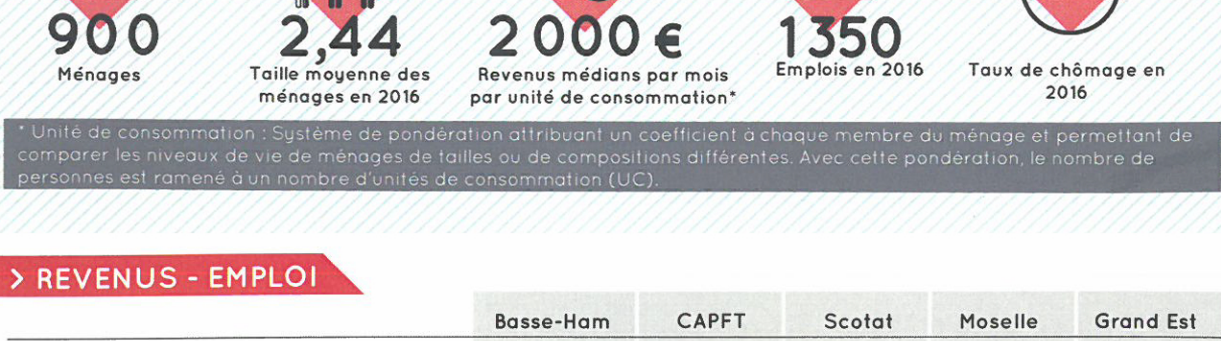 900
Ménages
2,44
Taille moyenne des
ménages en 2016
2 000 €
Revenus médians par mois
par unité de consommation*
1350
Emplois en 2016
Taux de chômage en
2016
* Unité de consommation : Système de pondération attribuant un coefficient à chaque membre du ménage et permettant de
comparer les niveaux de vie de ménages de tailles ou de compositions différentes. Avec cette pondération, le nombre de
personnes est ramené à un nombre d'unités de consommation (UC).
> REVENUS - EMPLOI
Basse-Ham CAPFT Scotat Moselle Grand Est